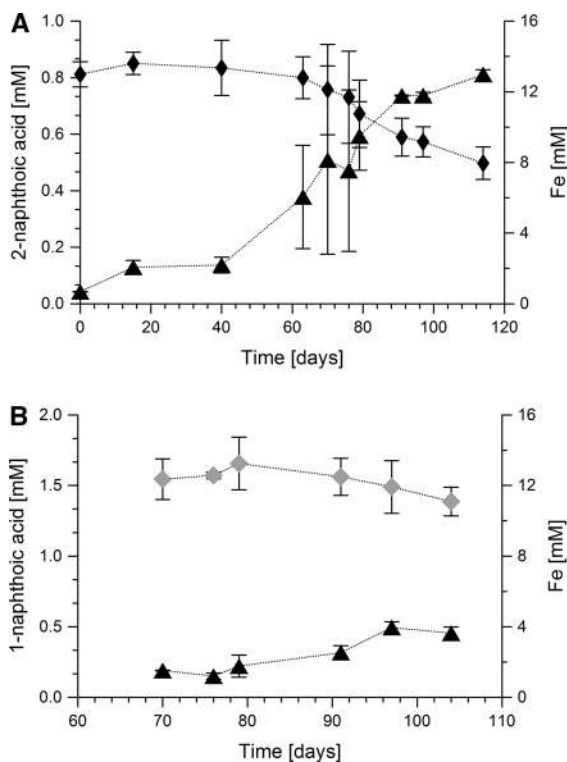 A
1.0
0.8
0.6
0.4
0.2
0.0
2-naphthoic acid [mM]
16
12
8
4
0
Fe [mM]
0 20 40 60 80 100 120
Time [days]
B
2.0
1.5
1.0
0.5
0.0
1-naphthoic acid [mM]
16
12
8
4
0
Fe [mM]
60 70 80 90 100 110
Time [days]